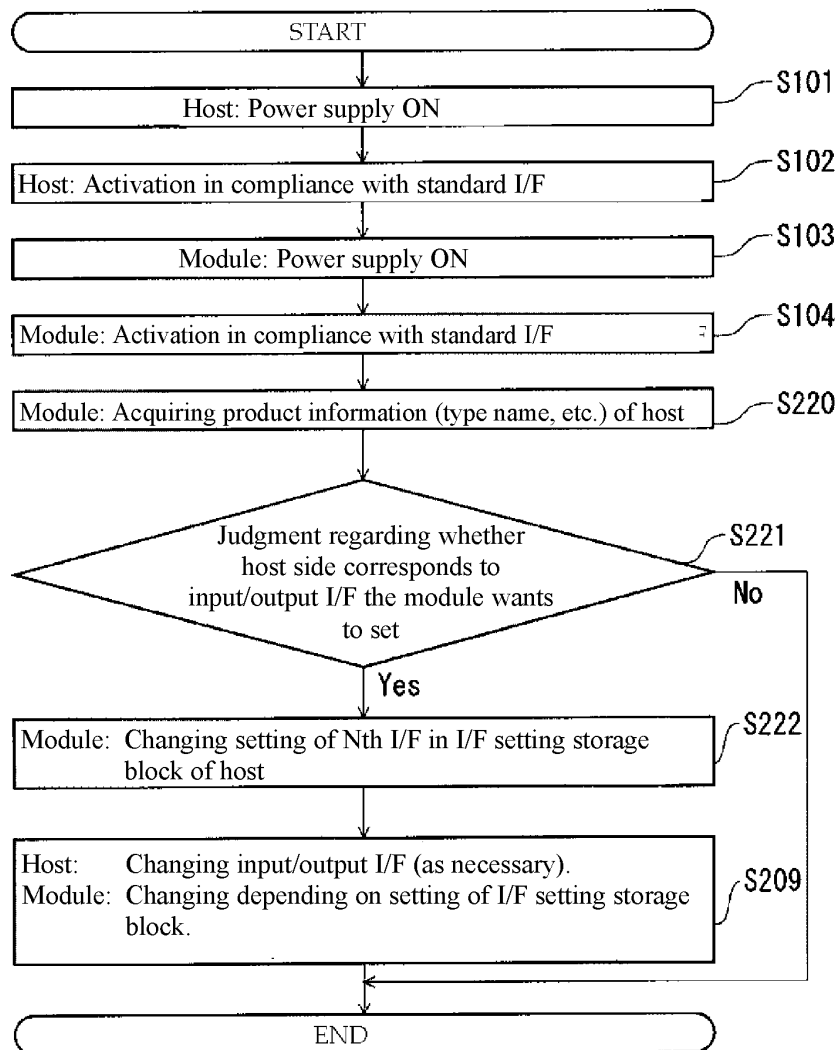 START
Host: Power supply ON
S101
Host: Activation in compliance with standard I/F
S102
Module: Power supply ON
S103
Module: Activation in compliance with standard I/F
S104
Module: Acquiring product information (type name, etc.) of host
S220
Judgment regarding whether
host side corresponds to
input/output I/F the module wants
to set
S221
No
Yes
Module: Changing setting of Nth I/F in I/F setting storage
block of host
S222
Host: Changing input/output I/F (as necessary).
Module: Changing depending on setting of I/F setting storage
block.
S209
END